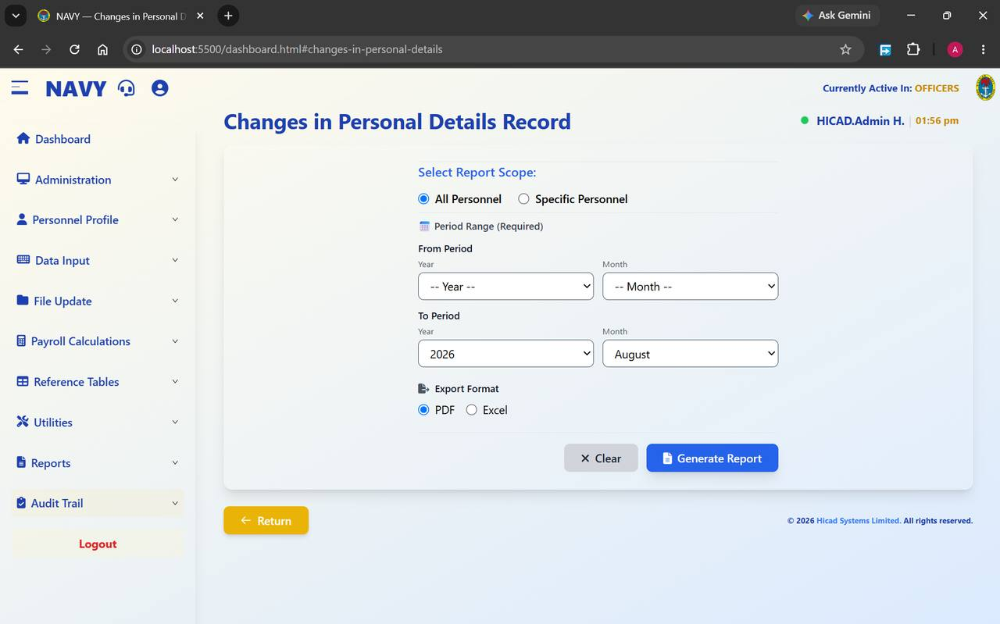 NAVY — Changes in Personal D
Ask Gemini
localhost:5500/dashboard.html#changes-in-personal-details
A
NAVY
Currently Active In: OFFICERS
Changes in Personal Details Record
HICAD.Admin H. | 01:56 pm
Dashboard
Administration
Personnel Profile
Data Input
File Update
Payroll Calculations
Reference Tables
Utilities
Reports
Audit Trail
Logout
Select Report Scope:
All Personnel Specific Personnel
Period Range (Required)
From Period
Year Month
-- Year -- -- Month --
To Period
Year Month
2026 August
Export Format
PDF Excel
Clear Generate Report
Return
© 2026 Hicad Systems Limited. All rights reserved.